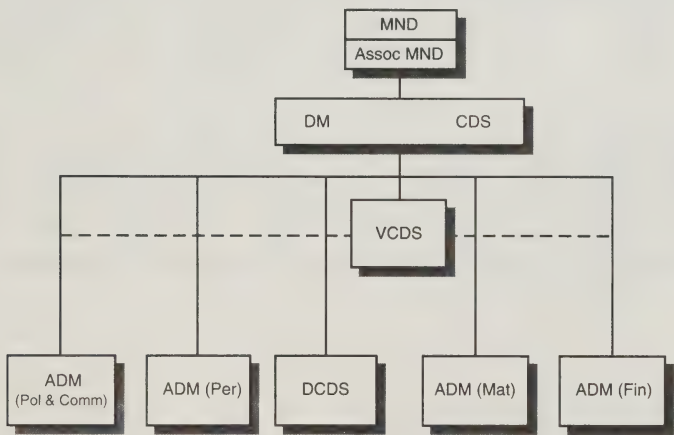 MND
Assoc MND
DM CDS
VCDS
ADM
(Pol & Comm)
ADM (Per)
DCDS
ADM (Mat)
ADM (Fin)